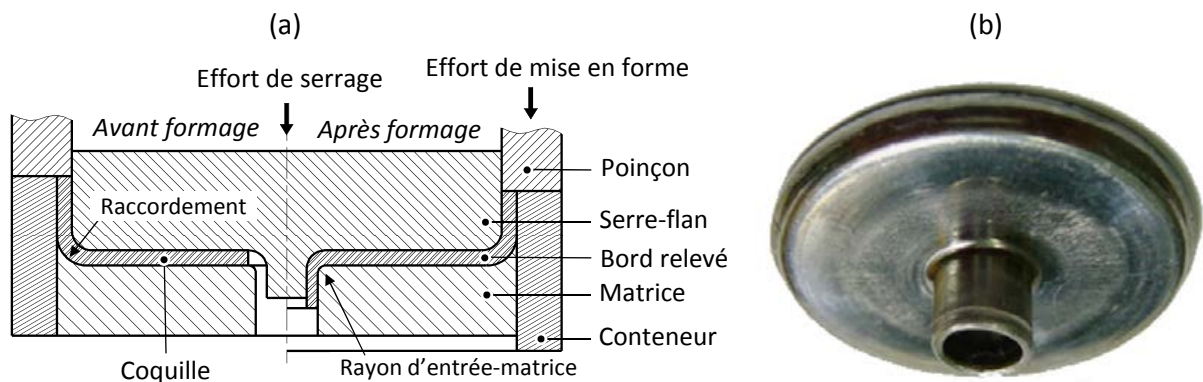 (a)
(b)
Effort de serrage
Effort de mise en forme
Avant formage
Après formage
Poinçon
Raccordement
Serre-flan
Bord relevé
Matrice
Conteneur
Coquille
Rayon d'entrée-matrice